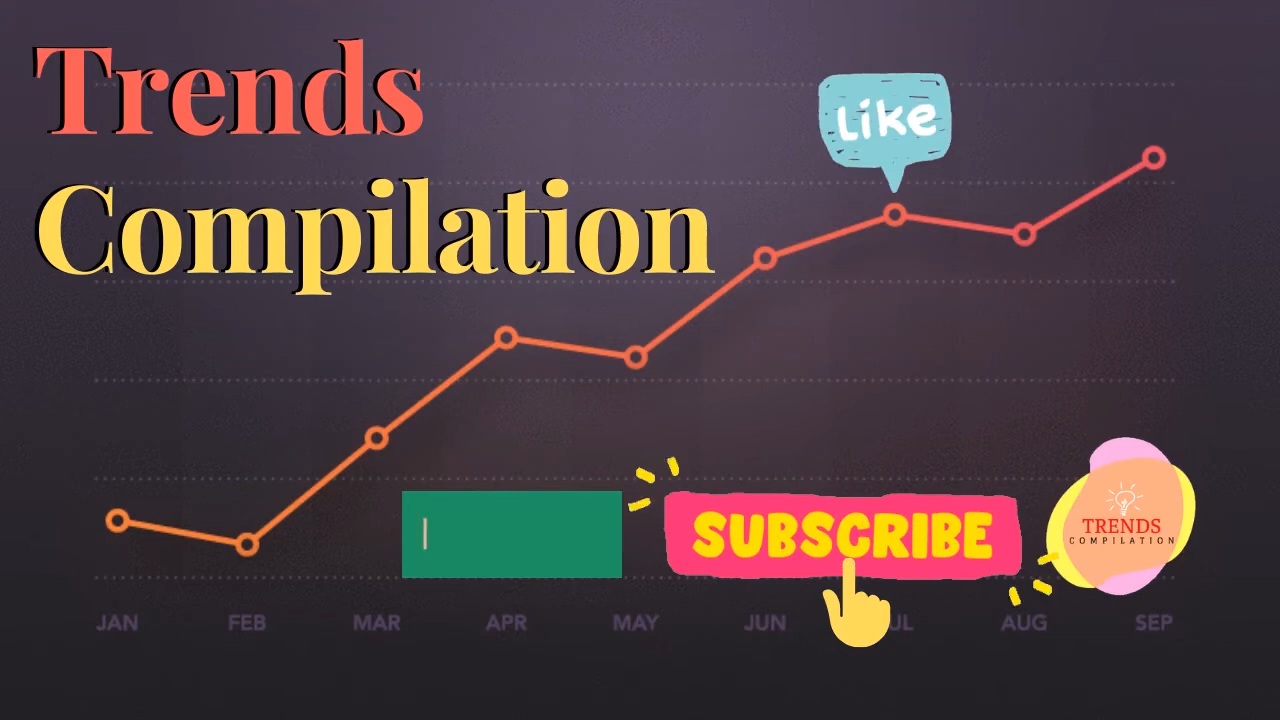 Trends
Compilation
Like
SUBSCRIBE
TRENDS
COMPILATION
JAN FEB MAR APR MAY JUN JUL AUG SEP